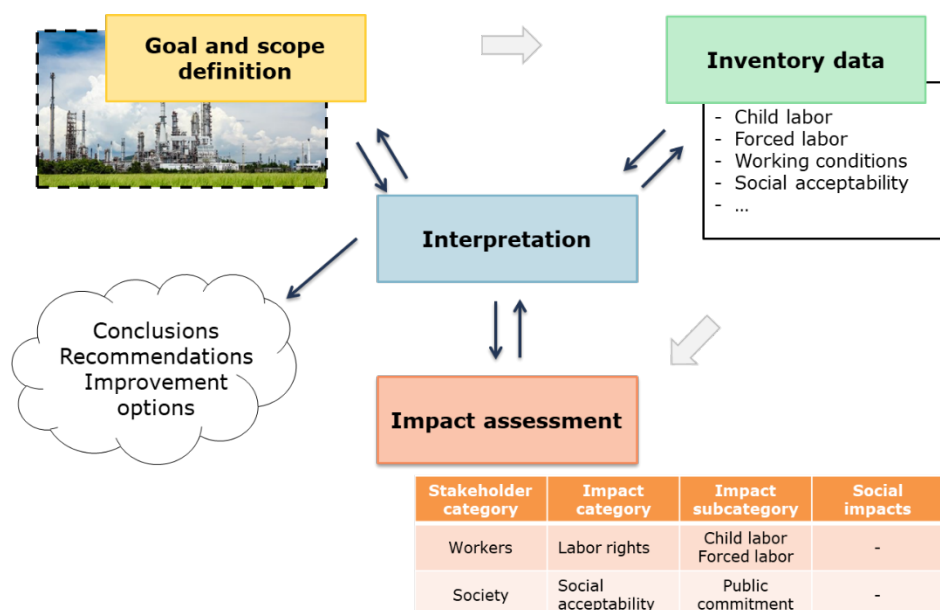 Goal and scope
definition
Inventory data
- Child labor
- Forced labor
- Working conditions
- Social acceptability
- ...
Interpretation
Conclusions
Recommendations
Improvement
options
Impact assessment
Stakeholder category
Impact category
Impact subcategory
Social impacts
Workers
Labor rights
Child labor
Forced labor
-
Society
Social
acceptability
Public
commitment
-